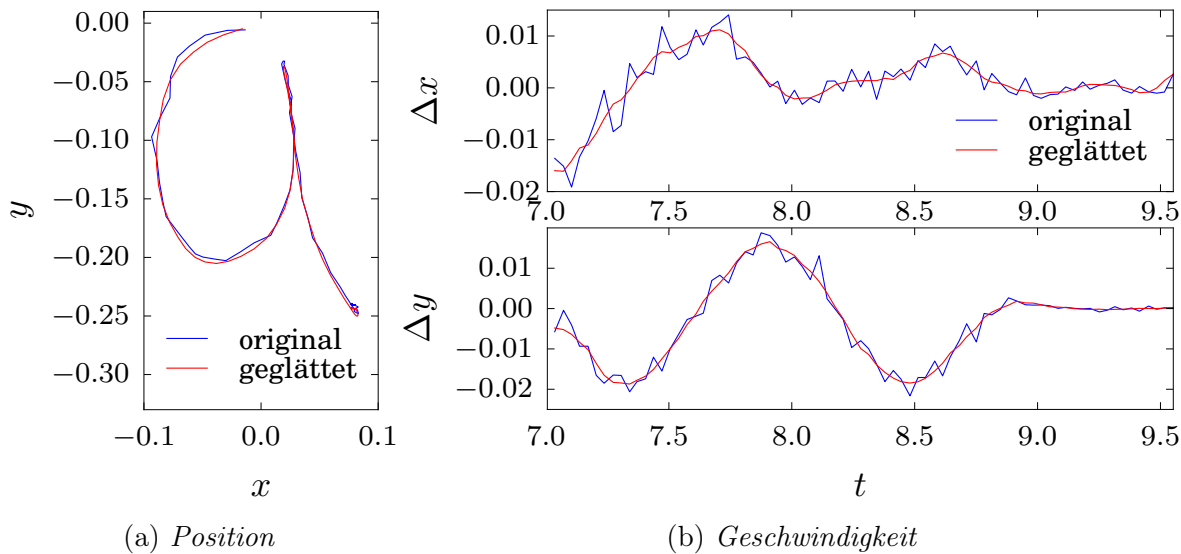 0.00
−0.05
−0.10
−0.15
−0.20
−0.25
−0.30
y
original
geglättet
−0.1
0.0
0.1
x
(a) Position
0.01
0.00
−0.01
−0.02
Δx
original
geglättet
7.0
7.5
8.0
8.5
9.0
9.5
0.01
0.00
−0.01
−0.02
Δy
7.0
7.5
8.0
8.5
9.0
9.5
t
(b) Geschwindigkeit